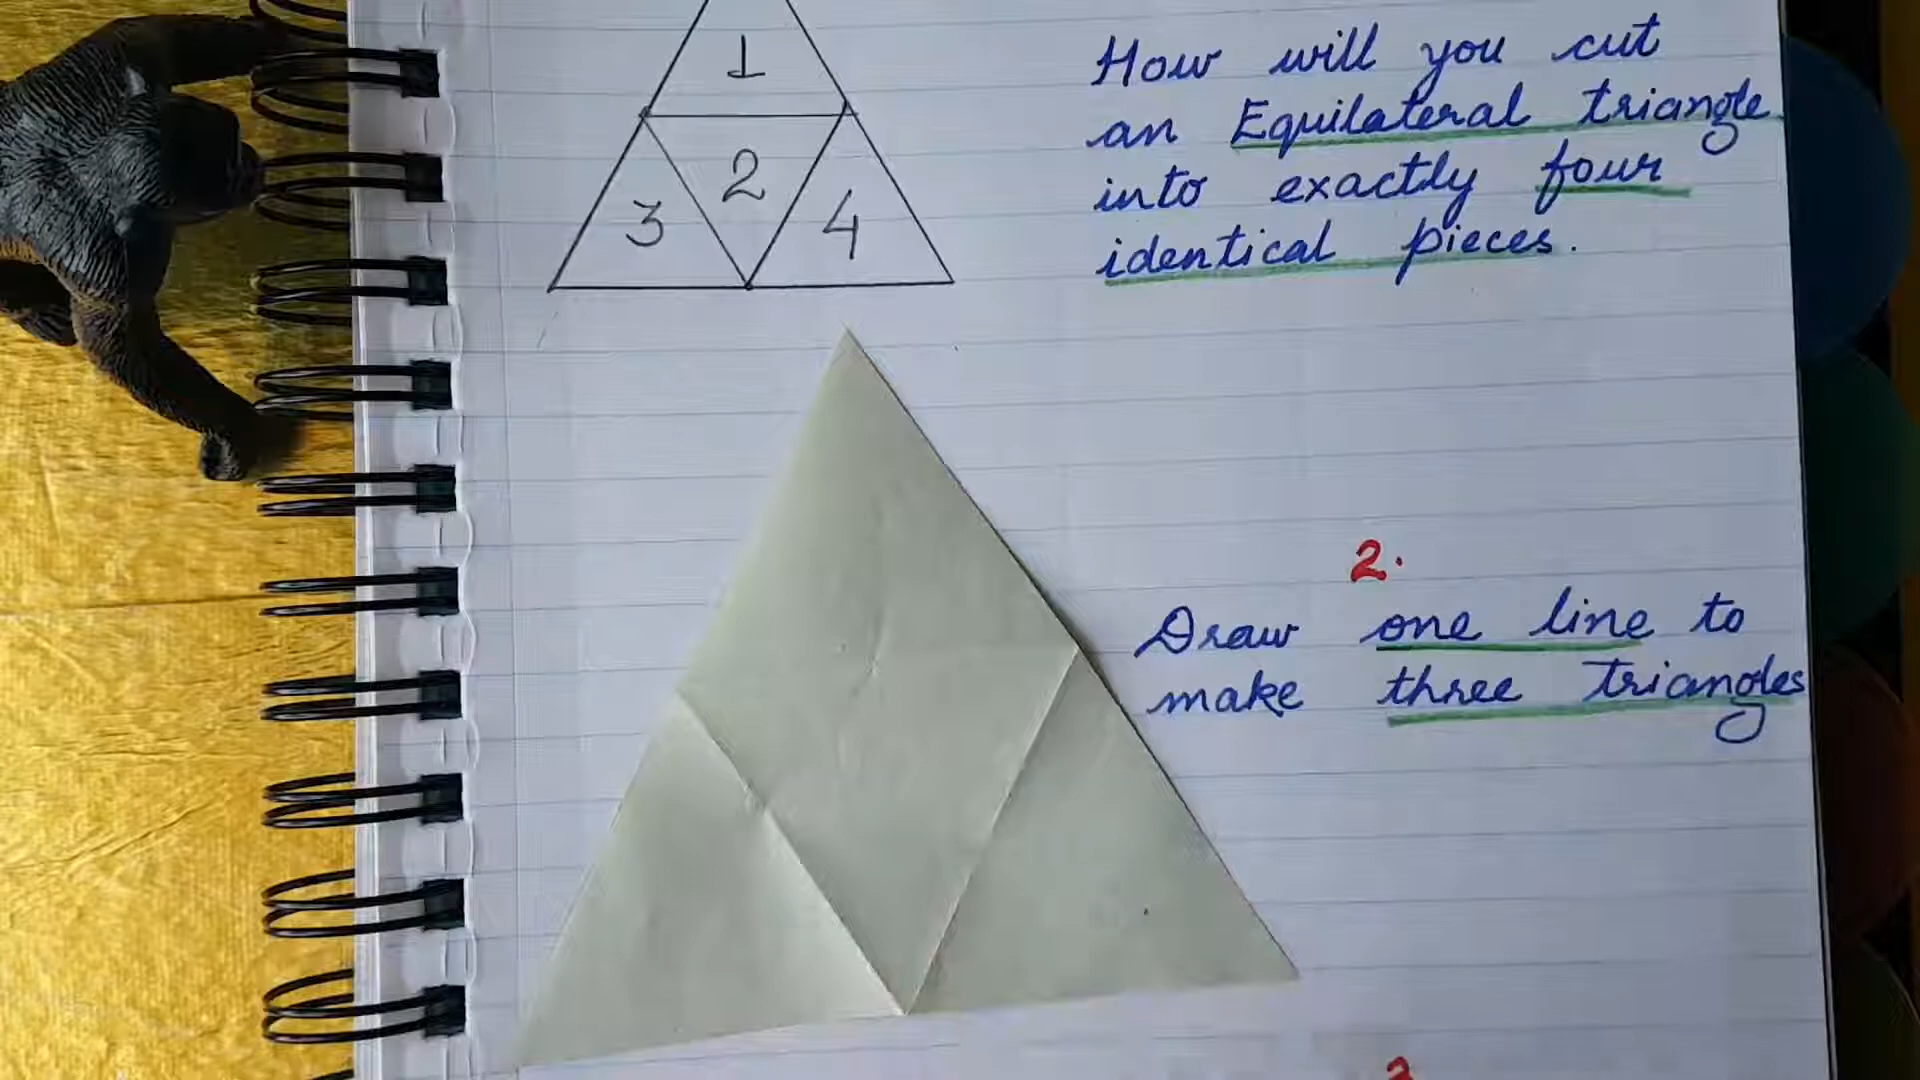 1
2
3
4
How will you cut
an Equilateral triangle
into exactly four
identical pieces.
2.
Draw one line to
make three triangles